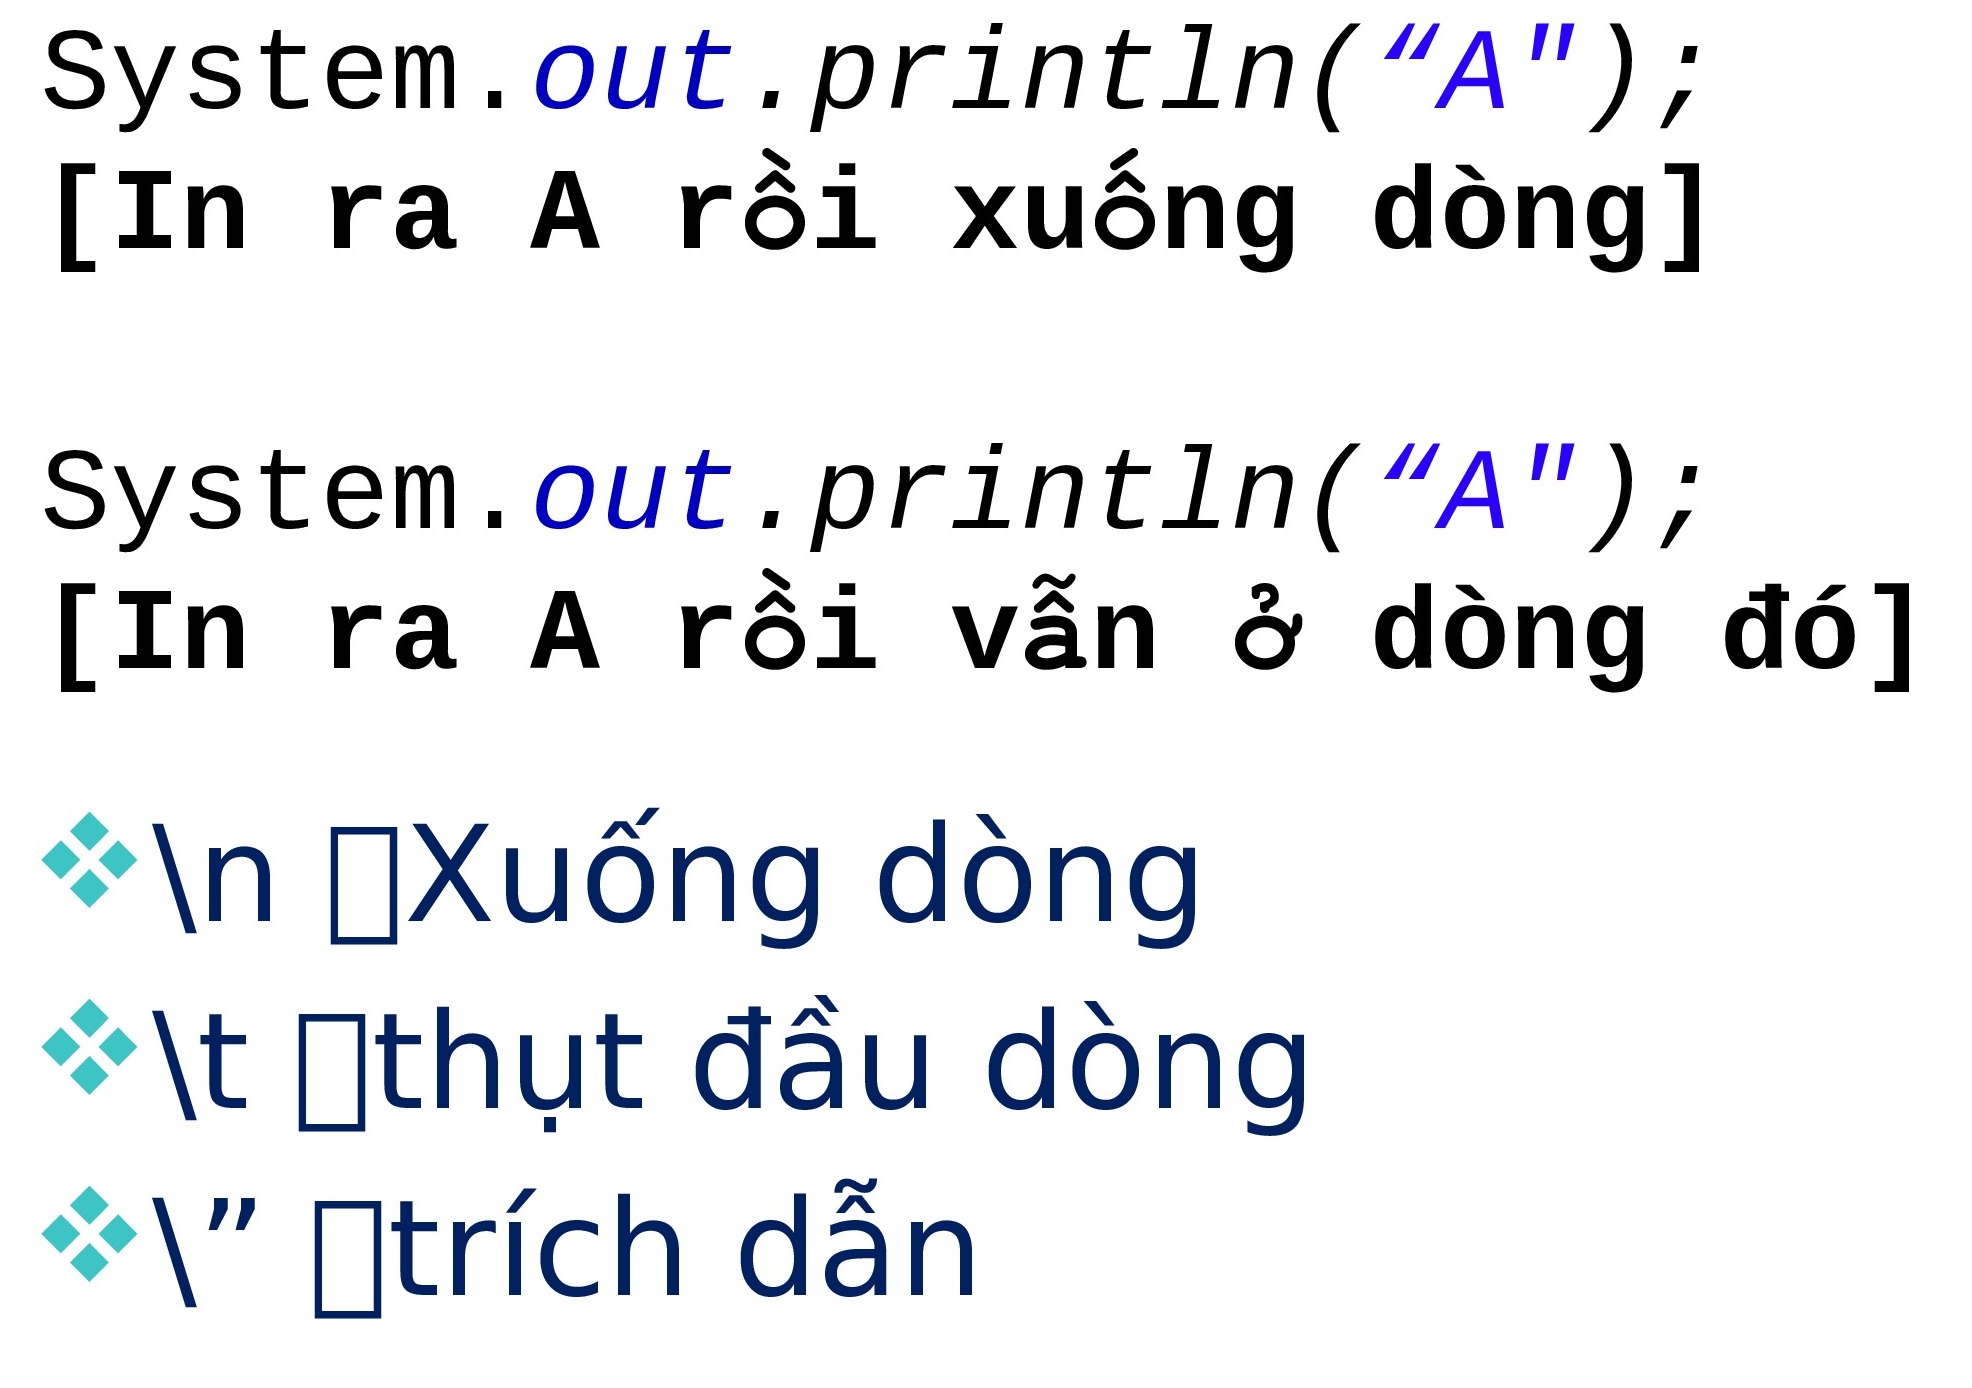 System.out.println(“A");
[In ra A rồi xuống dòng]
System.out.println(“A");
[In ra A rồi vẫn ở dòng đó]
❖\n Xuống dòng
❖\t thụt đầu dòng
❖\” trích dẫn